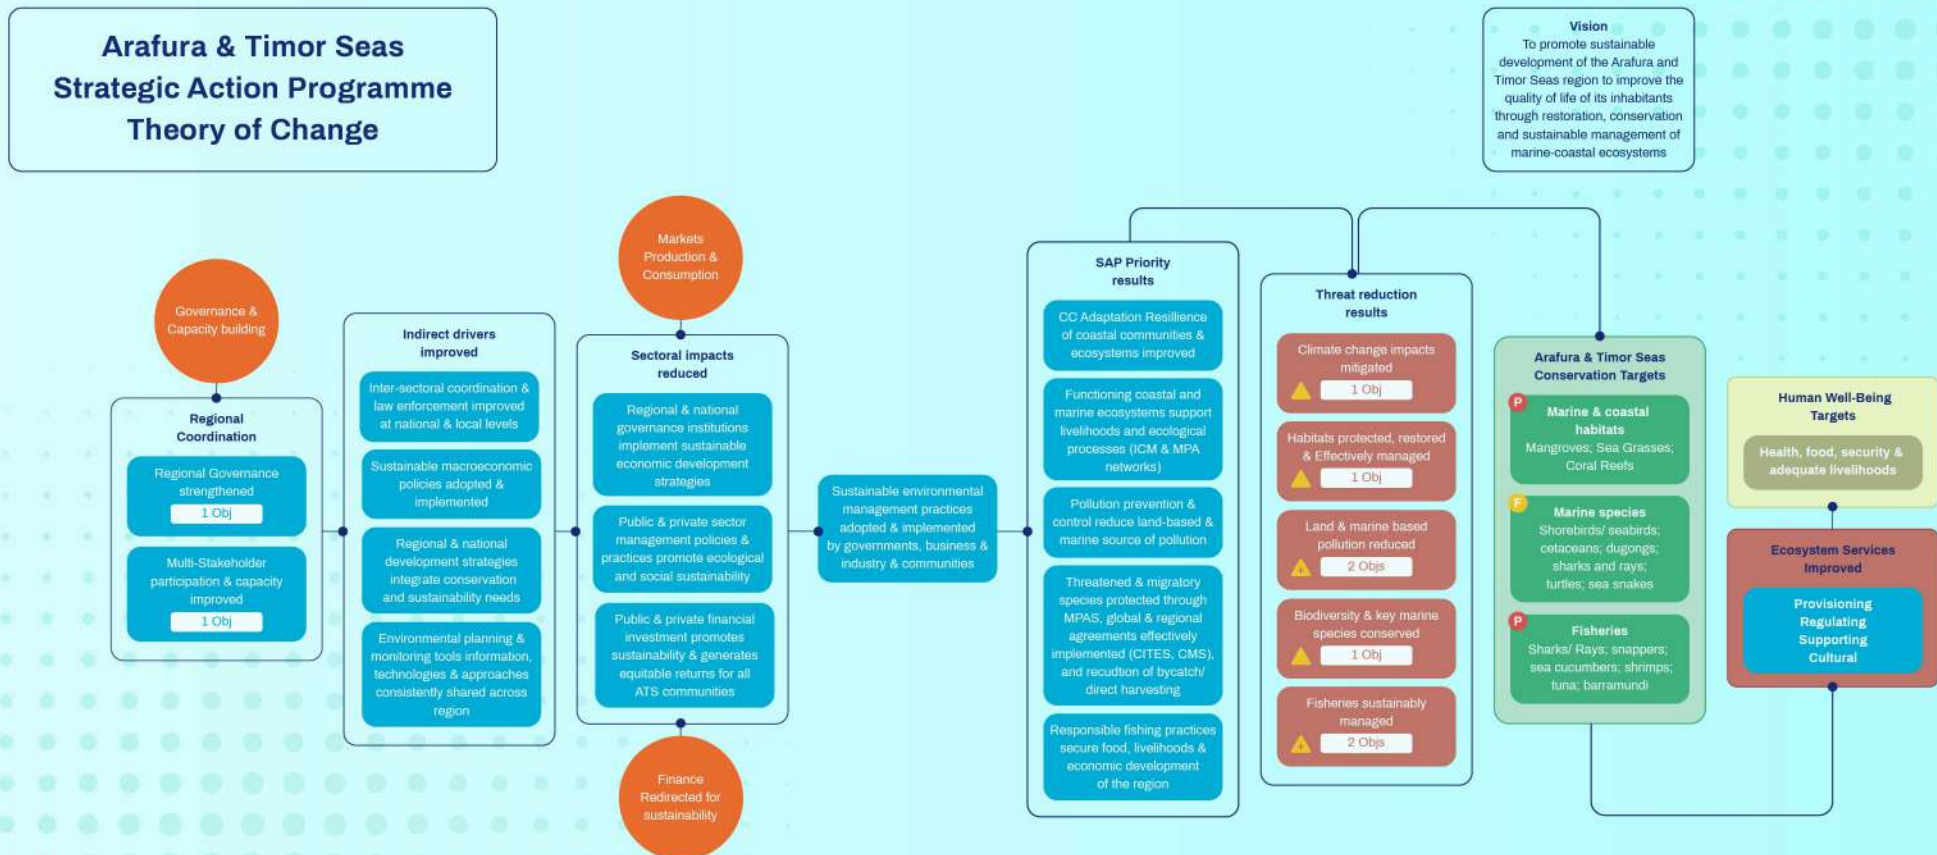 Arafura & Timor Seas
Strategic Action Programme
Theory of Change
Vision
To promote sustainable
development of the Arafura and
Timor Seas region to improve the
quality of life of its inhabitants
through restoration, conservation
and sustainable management of
marine-coastal ecosystems
Governance &
Capacity building
Regional
Coordination
Regional Governance
strengthened
1 Obj
Multi-Stakeholder
participation & capacity
improved
1 Obj
Indirect drivers
improved
Inter-sectoral coordination &
law enforcement improved
at national & local levels
Sustainable macroeconomic
policies adopted &
implemented
Regional & national
development strategies
integrate conservation
and sustainability needs
Environmental planning &
monitoring tools information,
technologies & approaches
consistently shared across
region
Markets
Production &
Consumption
Sectoral impacts
reduced
Regional & national
governance institutions
implement sustainable
economic development
strategies
Public & private sector
management policies &
practices promote ecological
and social sustainability
Public & private financial
investment promotes
sustainability & generates
equitable returns for all
ATS communities
Finance
Redirected for
sustainability
Sustainable environmental
management practices
adopted & implemented
by governments, business &
industry & communities
SAP Priority
results
CC Adaptation Resillience
of coastal communities &
ecosystems improved
Functioning coastal and
marine ecosystems support
livelihoods and ecological
processes (ICM & MPA
networks)
Pollution prevention &
control reduce land-based &
marine source of pollution
Threatened & migratory
species protected through
MPAS, global & regional
agreements effectively
implemented (CITES, CMS),
and recudtion of bycatch/
direct harvesting
Responsible fishing practices
secure food, livelihoods &
economic development
of the region
Threat reduction
results
Climate change impacts
mitigated
1 Obj
Habitats protected, restored
& Effectively managed
1 Obj
Land & marine based
pollution reduced
2 Objs
Biodiversity & key marine
species conserved
1 Obj
Fisheries sustainably
managed
2 Objs
Arafura & Timor Seas
Conservation Targets
P
Marine & coastal
habitats
Mangroves; Sea Grasses;
Coral Reefs
F
Marine species
Shorebirds/ seabirds;
cetaceans; dugongs;
sharks and rays;
turtles; sea snakes
P
Fisheries
Sharks/ Rays; snappers;
sea cucumbers; shrimps;
tuna; barramundi
Human Well-Being
Targets
Health, food, security &
adequate livelihoods
Ecosystem Services
Improved
Provisioning
Regulating
Supporting
Cultural